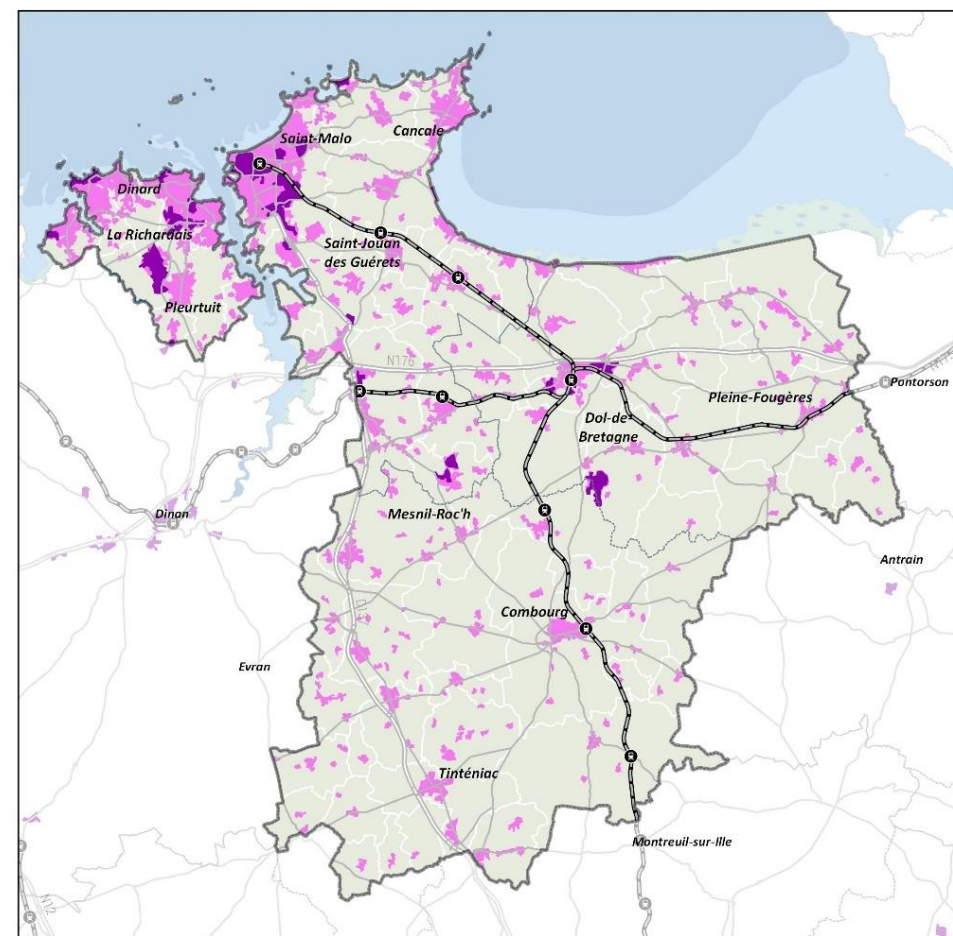 Saint-Malo
Cancale
Dinard
La Richardais
Saint-Jouan
des Guérets
Pleurtuit
N176
Pontorson
Pleine-Fougères
Dol-de-
Bretagne
Mesnil-Roc'h
Dinan
Antrain
Combourg
Evran
Tinténiac
Montreuil-sur-Ille
N12